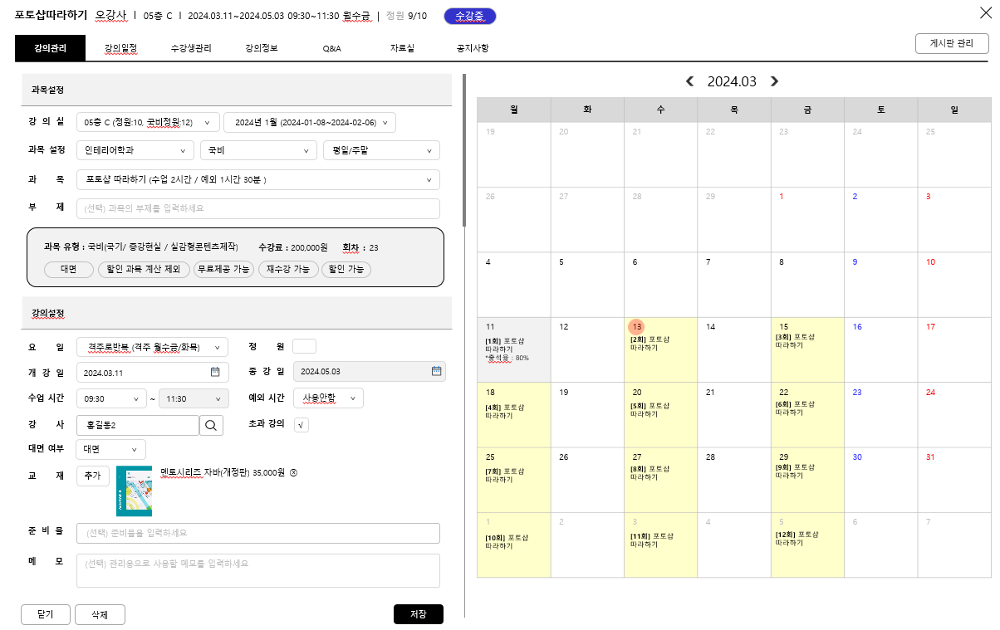 포토샵따라하기 오강사 | 05층 C | 2024.03.11~2024.05.03 09:30~11:30 월수금 | 정원 9/10 수강중
강의관리 강의일정 수강생관리 강의정보 Q&A 자료실 공지사항 게시판 관리
과목설정
강 의 실 05층 C (정원:10, 국비정원:12) 2024년 1월 (2024-01-08~2024-02-06)
과목 설정 인테리어학과 국비 평일/주말
과 목 포토샵 따라하기 (수업 2시간 / 예외 1시간 30분 )
부 제 (선택) 과목의 부제를 입력하세요
과목 유형 : 국비(국기/ 증강현실 / 실감형콘텐츠제작) 수강료 : 200,000원 회차 : 23
대면 할인 과목 계산 제외 무료제공 가능 재수강 가능 할인 가능
강의설정
요 일 격주로반복 (격주 월수금/화목) 정 원
개 강 일 2024.03.11 종 강 일 2024.05.03
수업 시간 09:30 ~ 11:30 예외 시간 사용안함
강 사 홍길동2 초과 강의 √
대면 여부 대면
교 재 추가 멘토시리즈 자바(개정판) 35,000원 ⓧ
준 비 물 (선택) 준비물을 입력하세요
메 모 (선택) 관리용으로 사용할 메모를 입력하세요
닫기 삭제 저장
2024.03
월 화 수 목 금 토 일
19 20 21 22 23 24 25
26 27 28 29 1 2 3
4 5 6 7 8 9 10
11 12 13 14 15 16 17
[1회] 포토샵 [2회] 포토샵 [3회] 포토샵
따라하기 따라하기 따라하기
*출석율 : 80%
18 19 20 21 22 23 24
[4회] 포토샵 [5회] 포토샵 [6회] 포토샵
따라하기 따라하기 따라하기
25 26 27 28 29 30 31
[7회] 포토샵 [8회] 포토샵 [9회] 포토샵
따라하기 따라하기 따라하기
1 2 3 4 5 6 7
[10회] 포토샵 [11회] 포토샵 [12회] 포토샵
따라하기 따라하기 따라하기